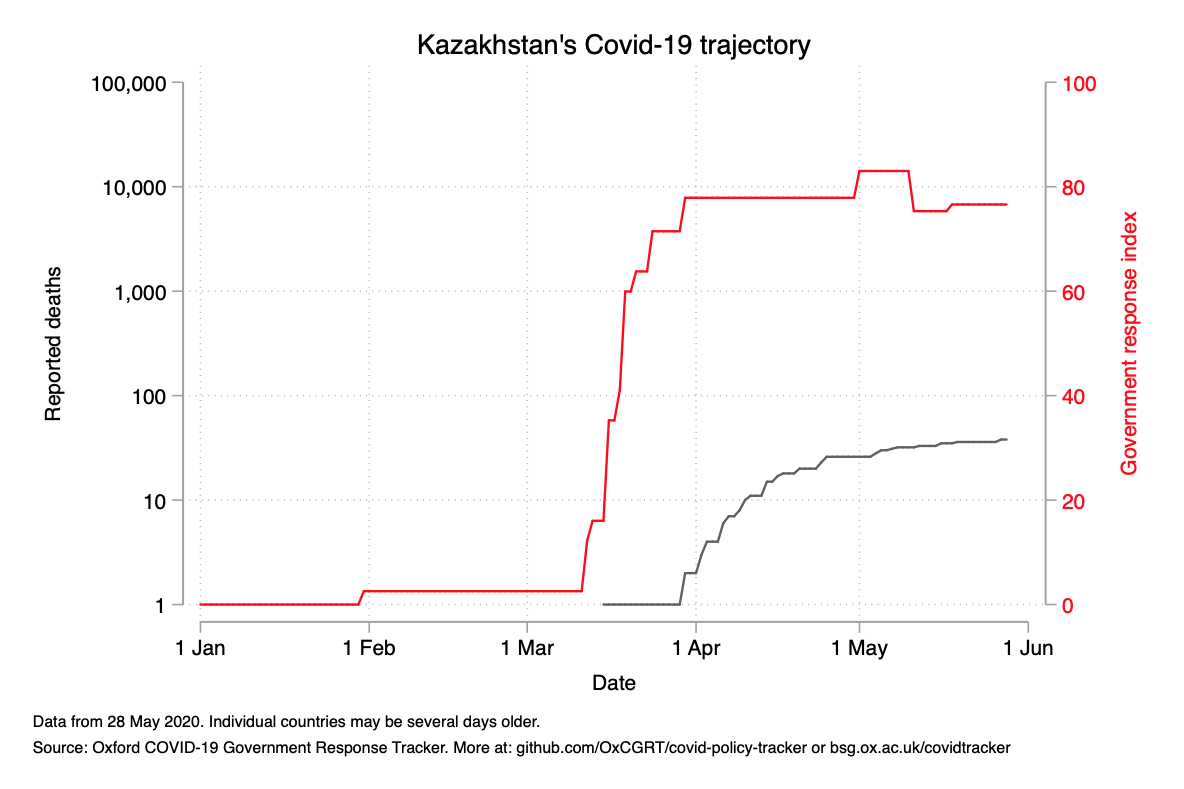 Kazakhstan's Covid-19 trajectory
100,000
10,000
1,000
100
10
1
Reported deaths
100
80
60
40
20
0
Government response index
1 Jan
1 Feb
1 Mar
1 Apr
1 May
1 Jun
Date
Data from 28 May 2020. Individual countries may be several days older.
Source: Oxford COVID-19 Government Response Tracker. More at: github.com/OxCGRT/covid-policy-tracker or bsg.ox.ac.uk/covidtracker